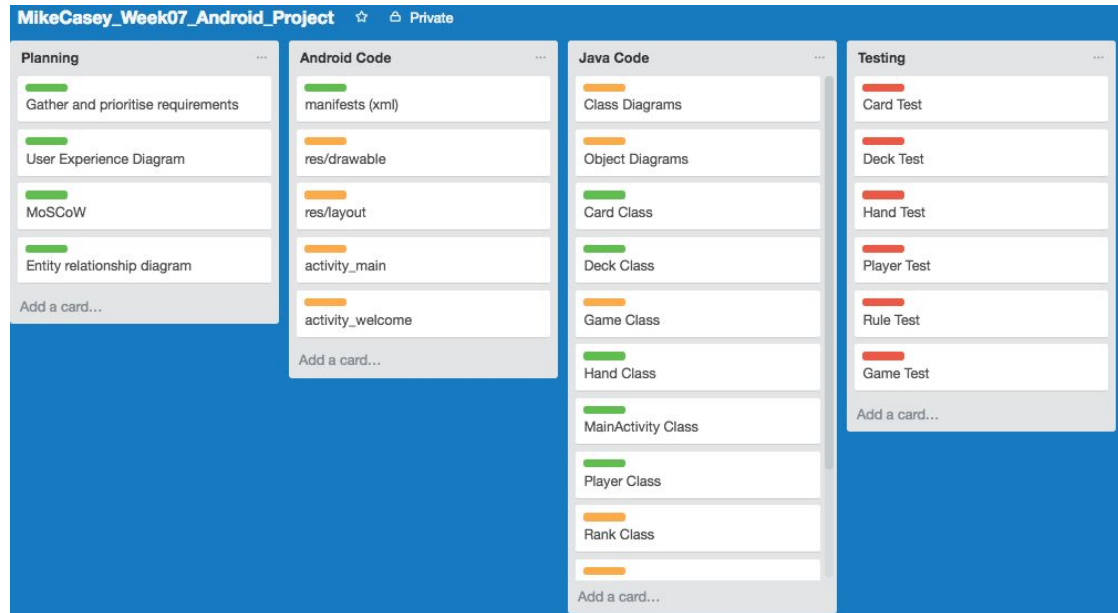 MikeCasey_Week07_Android_Project Private
Planning
Gather and prioritise requirements
User Experience Diagram
MoSCoW
Entity relationship diagram
Add a card...
Android Code
manifests (xml)
res/drawable
res/layout
activity_main
activity_welcome
Add a card...
Java Code
Class Diagrams
Object Diagrams
Card Class
Deck Class
Game Class
Hand Class
MainActivity Class
Player Class
Rank Class
Add a card...
Testing
Card Test
Deck Test
Hand Test
Player Test
Rule Test
Game Test
Add a card...